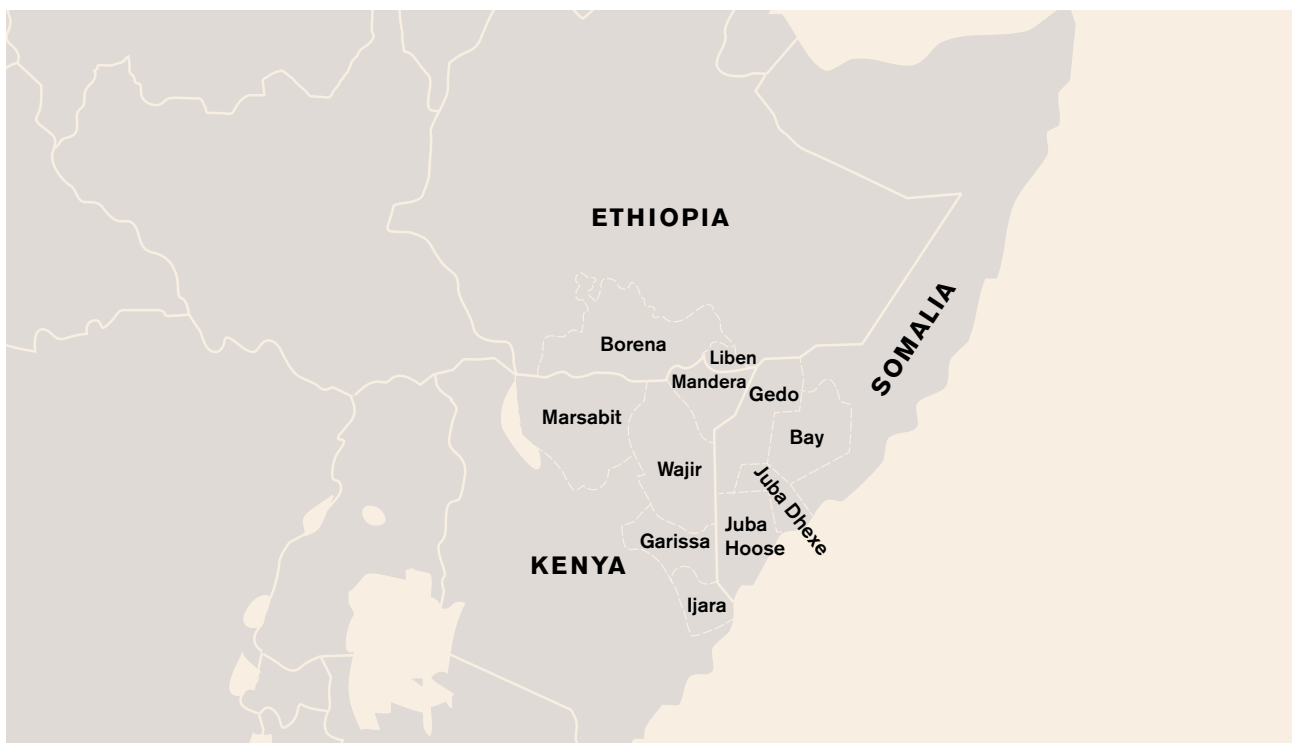 ETHIOPIA
SOMALIA
Borena
Liben
Mandera
Gedo
Marsabit
Bay
Wajir
Juba Dhexe
Juba
Hoose
Garissa
KENYA
Ijara